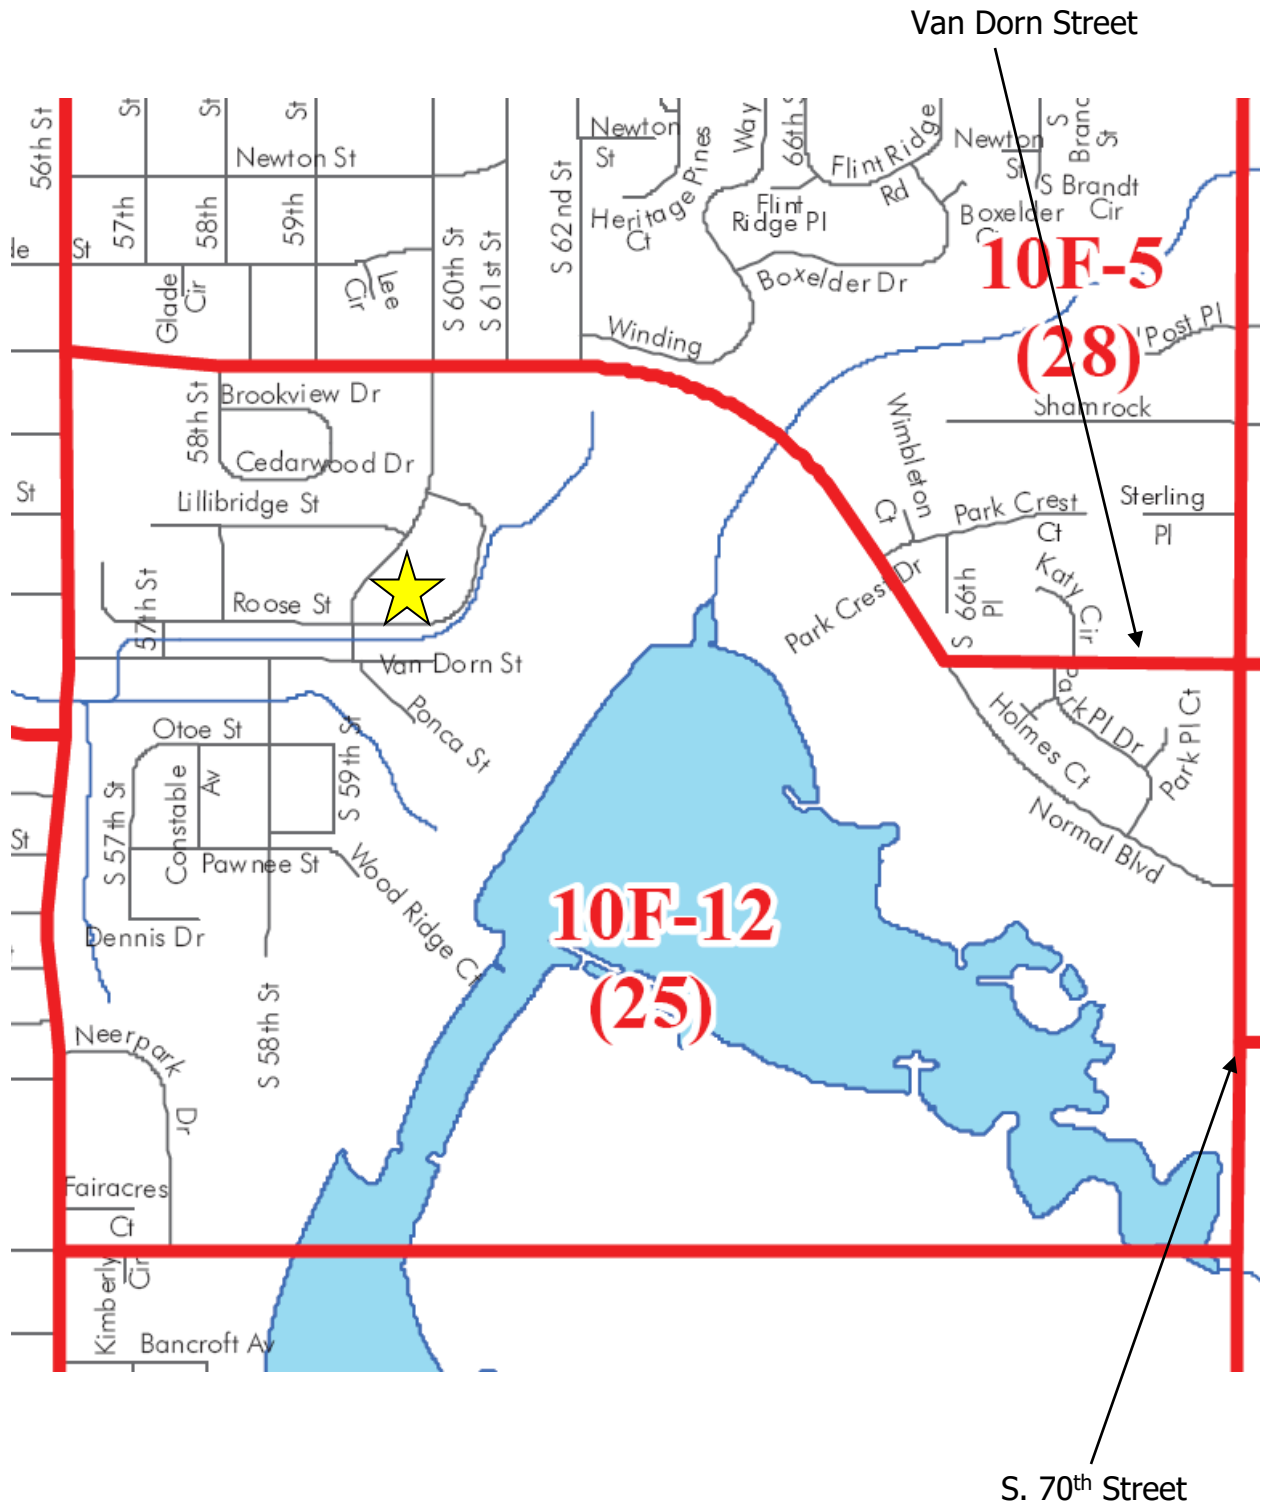 Van Dorn Street
56th St
St
St
St
Newton St
57th
58th
59th
St
Glade
Cir
Lee
Cir
S 60th St
S 61st St
S 62nd St
Newton
St
Heritage Pines
Ct
Way
66th S
Flint Ridge
Rd
Flint
Ridge Pl
Newton
St
S
Branc
St
S Brandt
Cir
Boxelder
10F-5
(28)
Boxelder Dr
Winding
Post Pl
Shamrock
Brookview Dr
58th St
Cedarwood Dr
Lillibridge St
St
Wimbleton
Ct
Park Crest
Ct
Sterling
Pl
Park Crest Dr
S 66th
Pl
Katy Cir
57th St
Roose St
Van Dorn St
Ponca St
Otoe St
S 59th St
Constable
Av
S 57th St
Pawnee St
St
Wood Ridge Ct
Dennis Dr
S 58th St
Park Pl Dr
Park Pl Ct
Holmes Ct
Normal Blvd
10F-12
(25)
Neerpark
Dr
Fairacres
Ct
Kimberly
Cir
Bancroft Av
S. 70th Street